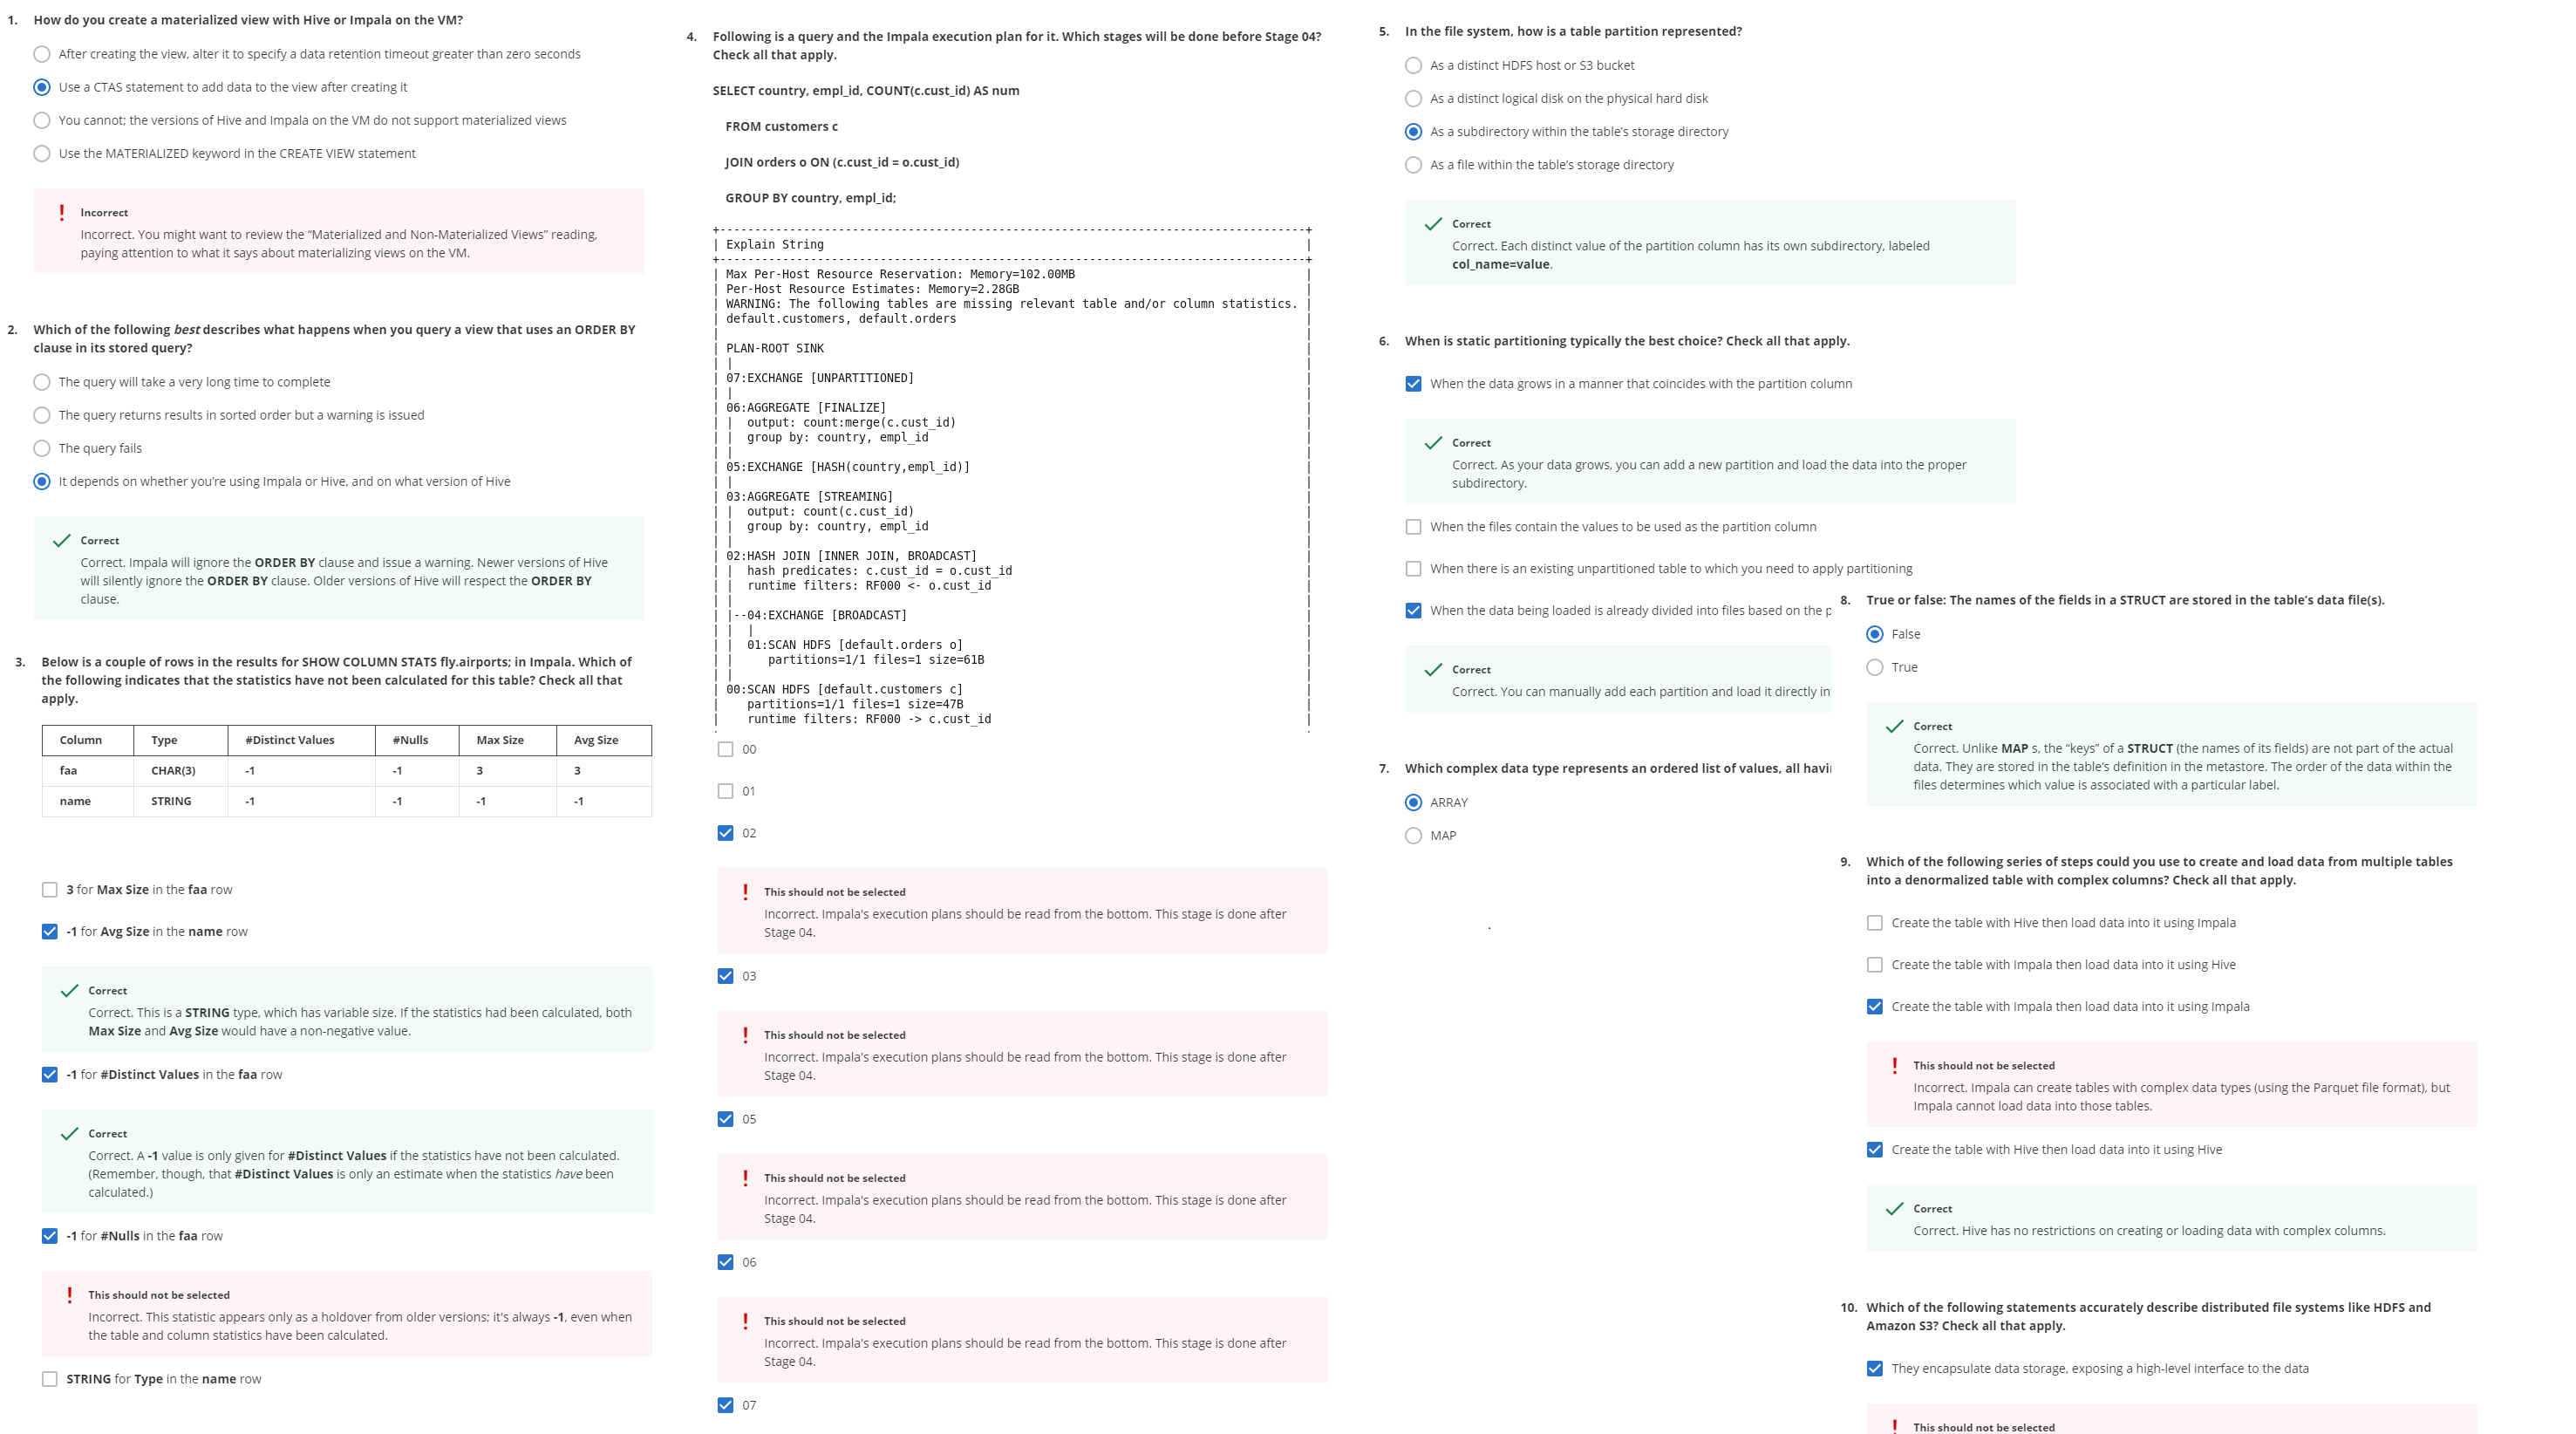 1. How do you create a materialized view with Hive or Impala on the VM?
After creating the view, alter it to specify a data retention timeout greater than zero seconds
Use a CTAS statement to add data to the view after creating it
You cannot; the versions of Hive and Impala on the VM do not support materialized views
Use the MATERIALIZED keyword in the CREATE VIEW statement
! Incorrect
Incorrect. You might want to review the “Materialized and Non-Materialized Views” reading,
paying attention to what it says about materializing views on the VM.
2. Which of the following best describes what happens when you query a view that uses an ORDER BY
clause in its stored query?
The query will take a very long time to complete
The query returns results in sorted order but a warning is issued
The query fails
It depends on whether you’re using Impala or Hive, and on what version of Hive
Correct
Correct. Impala will ignore the ORDER BY clause and issue a warning. Newer versions of Hive
will silently ignore the ORDER BY clause. Older versions of Hive will respect the ORDER BY
clause.
3. Below is a couple of rows in the results for SHOW COLUMN STATS fly.airports; in Impala. Which of
the following indicates that the statistics have not been calculated for this table? Check all that
apply.
Column Type #Distinct Values #Nulls Max Size Avg Size
faa CHAR(3) -1 -1 3 3
name STRING -1 -1 -1 -1
3 for Max Size in the faa row
-1 for Avg Size in the name row
Correct
Correct. This is a STRING type, which has variable size. If the statistics had been calculated, both
Max Size and Avg Size would have a non-negative value.
-1 for #Distinct Values in the faa row
Correct
Correct. A -1 value is only given for #Distinct Values if the statistics have not been calculated.
(Remember, though, that #Distinct Values is only an estimate when the statistics have been
calculated.)
-1 for #Nulls in the faa row
! This should not be selected
Incorrect. This statistic appears only as a holdover from older versions; it's always -1, even when
the table and column statistics have been calculated.
STRING for Type in the name row
4. Following is a query and the Impala execution plan for it. Which stages will be done before Stage 04?
Check all that apply.
SELECT country, empl_id, COUNT(c.cust_id) AS num
FROM customers c
JOIN orders o ON (c.cust_id = o.cust_id)
GROUP BY country, empl_id;
+------------------------------------------------------------------------------------+
| Explain String |
+------------------------------------------------------------------------------------+
| Max Per-Host Resource Reservation: Memory=102.00MB |
| Per-Host Resource Estimates: Memory=2.28GB |
| WARNING: The following tables are missing relevant table and/or column statistics. |
| default.customers, default.orders |
| |
| PLAN-ROOT SINK |
| | |
| 07:EXCHANGE [UNPARTITIONED] |
| | |
| 06:AGGREGATE [FINALIZE] |
| | output: count:merge(c.cust_id) |
| | group by: country, empl_id |
| | |
| 05:EXCHANGE [HASH(country,empl_id)] |
| | |
| 03:AGGREGATE [STREAMING] |
| | output: count(c.cust_id) |
| | group by: country, empl_id |
| | |
| 02:HASH JOIN [INNER JOIN, BROADCAST] |
| | hash predicates: c.cust_id = o.cust_id |
| | runtime filters: RF000 <- o.cust_id |
| | |
| |--04:EXCHANGE [BROADCAST] |
| | | |
| | 01:SCAN HDFS [default.orders o] |
| | partitions=1/1 files=1 size=61B |
| | |
| 00:SCAN HDFS [default.customers c] |
| partitions=1/1 files=1 size=47B |
| runtime filters: RF000 -> c.cust_id |
00
01
02
! This should not be selected
Incorrect. Impala's execution plans should be read from the bottom. This stage is done after
Stage 04.
03
! This should not be selected
Incorrect. Impala's execution plans should be read from the bottom. This stage is done after
Stage 04.
05
! This should not be selected
Incorrect. Impala's execution plans should be read from the bottom. This stage is done after
Stage 04.
06
! This should not be selected
Incorrect. Impala's execution plans should be read from the bottom. This stage is done after
Stage 04.
07
5. In the file system, how is a table partition represented?
As a distinct HDFS host or S3 bucket
As a distinct logical disk on the physical hard disk
As a subdirectory within the table’s storage directory
As a file within the table’s storage directory
Correct
Correct. Each distinct value of the partition column has its own subdirectory, labeled
col_name=value.
6. When is static partitioning typically the best choice? Check all that apply.
When the data grows in a manner that coincides with the partition column
Correct
Correct. As your data grows, you can add a new partition and load the data into the proper
subdirectory.
When the files contain the values to be used as the partition column
When there is an existing unpartitioned table to which you need to apply partitioning
When the data being loaded is already divided into files based on the
Correct
Correct. You can manually add each partition and load it directly
7. Which complex data type represents an ordered list of values, all
ARRAY
MAP
8. True or false: The names of the fields in a STRUCT are stored in the table’s data file(s).
False
True
Correct
Correct. Unlike MAP s, the “keys” of a STRUCT (the names of its fields) are not part of the actual
data. They are stored in the table’s definition in the metastore. The order of the data within the
files determines which value is associated with a particular label.
9. Which of the following series of steps could you use to create and load data from multiple tables
into a denormalized table with complex columns? Check all that apply.
Create the table with Hive then load data into it using Impala
Create the table with Impala then load data into it using Hive
Create the table with Impala then load data into it using Impala
! This should not be selected
Incorrect. Impala can create tables with complex data types (using the Parquet file format), but
Impala cannot load data into those tables.
Create the table with Hive then load data into it using Hive
Correct
Correct. Hive has no restrictions on creating or loading data with complex columns.
10. Which of the following statements accurately describe distributed file systems like HDFS and
Amazon S3? Check all that apply.
They encapsulate data storage, exposing a high-level interface to the data
! This should not be selected